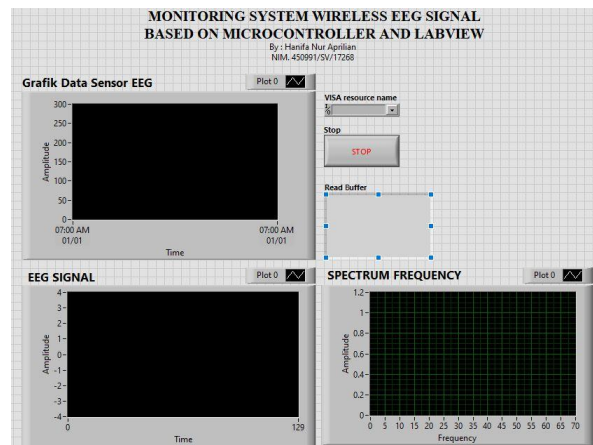 MONITORING SYSTEM WIRELESS EEG SIGNAL
BASED ON MICROCONTROLLER AND LABVIEW
By : Hanifa Nur Aprilian
NIM. 450991/SV/17268
Grafik Data Sensor EEG
Plot 0
300
250
200
150
100
50
0
Amplitude
07:00 AM
01/01
07:00 AM
01/01
Time
VISA resource name
Stop
STOP
Read Buffer
EEG SIGNAL
Plot 0
4
3
2
1
0
-1
-2
-3
-4
Amplitude
0 129
Time
SPECTRUM FREQUENCY
Plot 0
1.2
1
0.8
0.6
0.4
0.2
0
Amplitude
0 5 10 15 20 25 30 35 40 45 50 55 60 65 70
Frequency